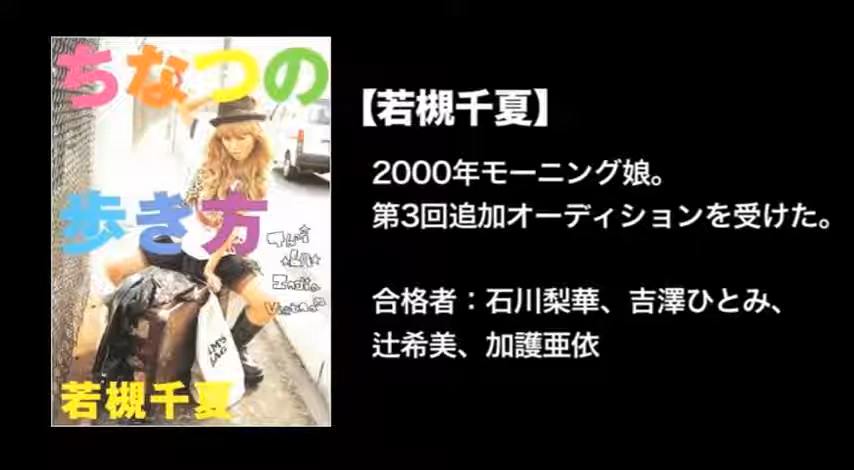 ちなつの
歩き方
若槻千夏
【若槻千夏】
2000年モーニング娘。
第3回追加オーディションを受けた。
合格者：石川梨華、吉澤ひとみ、
辻希美、加護亜依